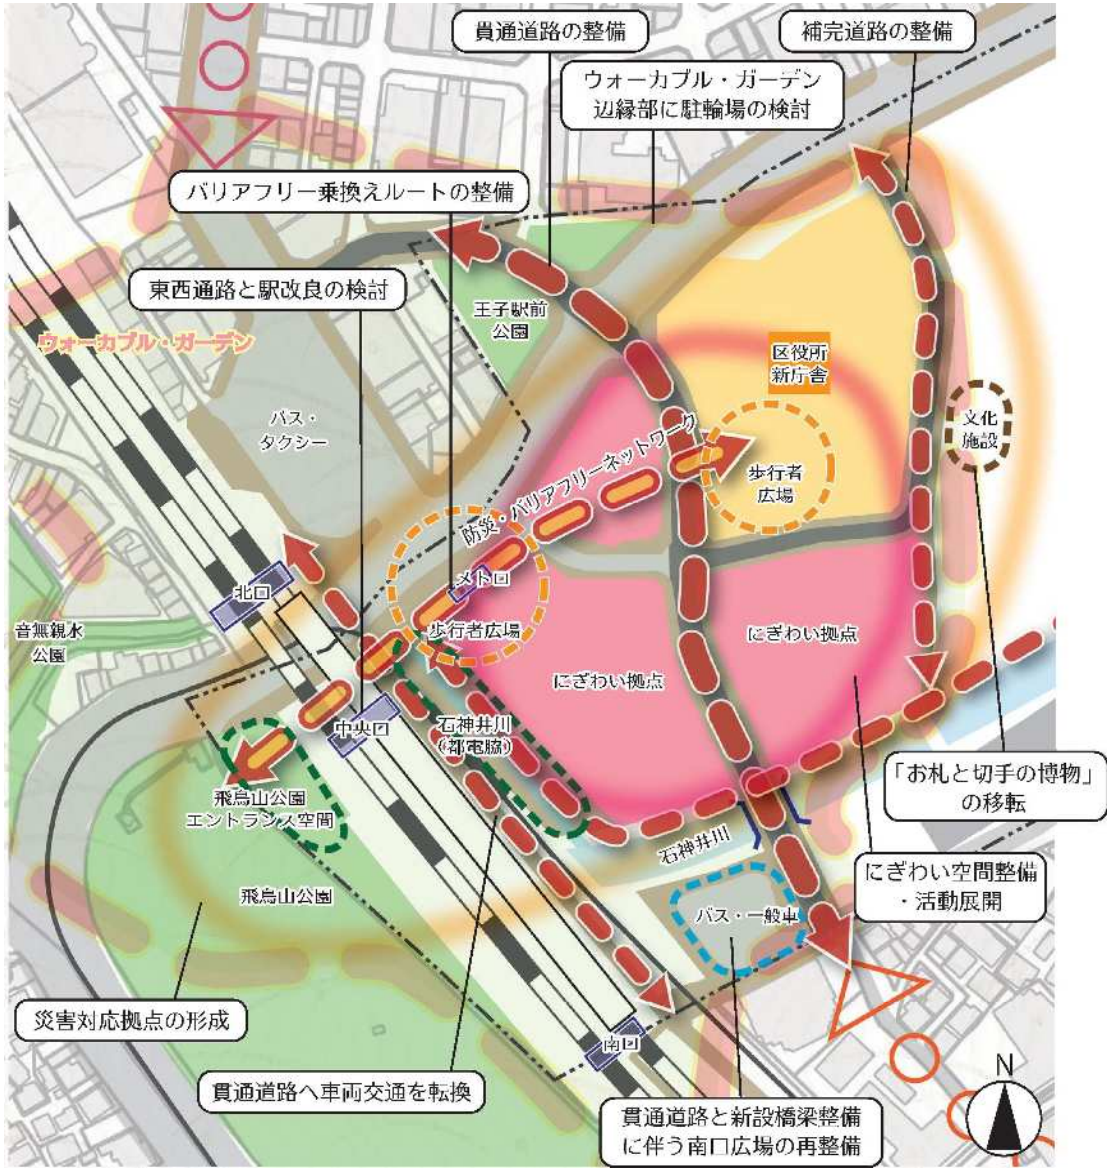 貫通道路の整備
補完道路の整備
ウォーカブル・ガーデン
辺縁部に駐輪場の検討
バリアフリー乗換えルートの整備
東西通路と駅改良の検討
王子駅前
公園
ウォーカブル・ガーデン
区役所
新庁舎
バス・
タクシー
文化
施設
防災・バリアフリーネットワーク
歩行者
広場
メトロ
北口
音無親水
公園
歩行者広場
にぎわい拠点
にぎわい拠点
中央口
石神井川
(都電脇)
「お札と切手の博物」
の移転
飛鳥山公園
エントランス空間
石神井川
にぎわい空間整備
・活動展開
飛鳥山公園
バス・一般車
災害対応拠点の形成
南口
貫通道路へ車両交通を転換
貫通道路と新設橋梁整備
に伴う南口広場の再整備
N